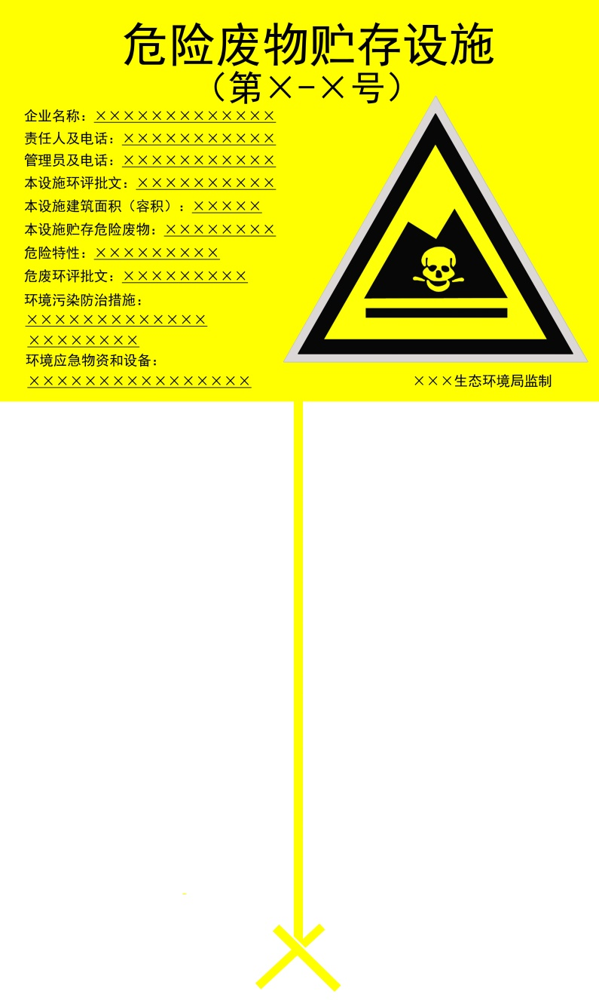 危险废物贮存设施
（第×-×号）
企业名称：×××××××××××××
责任人及电话：×××××××××××
管理员及电话：×××××××××××
本设施环评批文：××××××××××
本设施建筑面积（容积）：×××××
本设施贮存危险废物：××××××××
危险特性：×××××××××
危废环评批文：×××××××××
环境污染防治措施：
×××××××××××××
××××××××
环境应急物资和设备：
××××××××××××××××
×××生态环境局监制